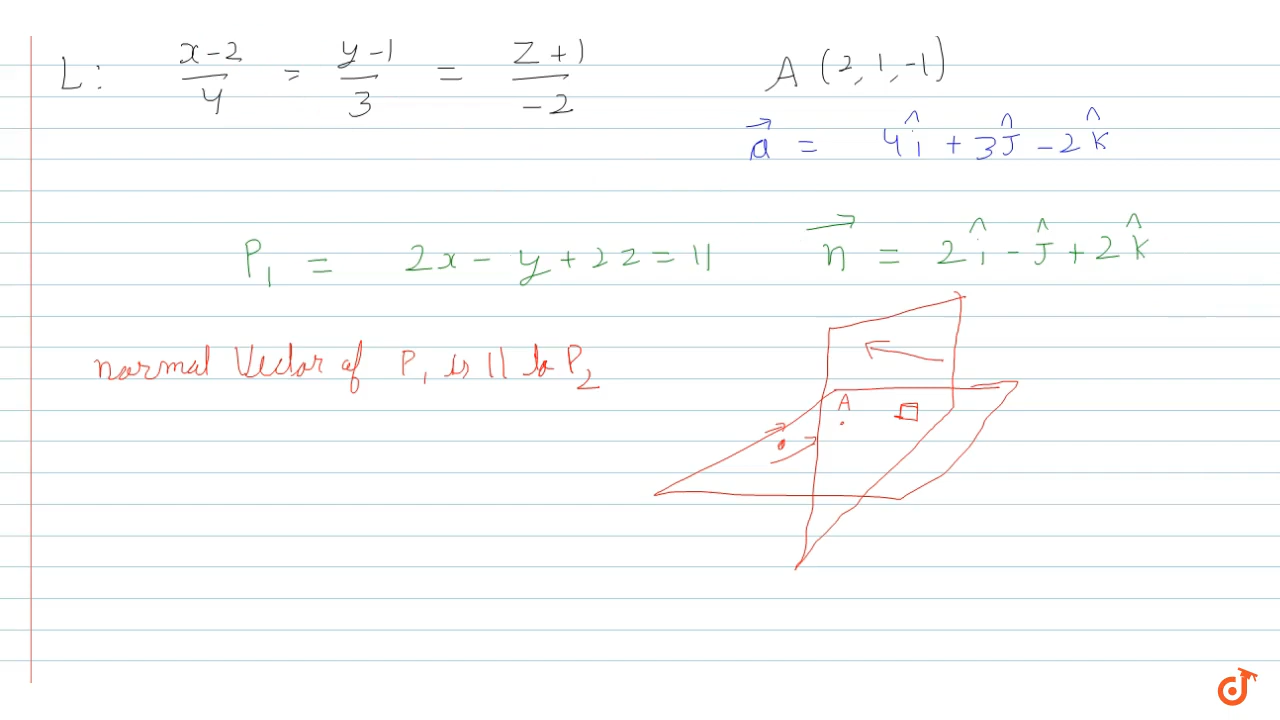 L: x-2/4 = y-1/3 = z+1/-2 A (2, 1, -1)
a⃗ = 4î + 3ĵ - 2k̂
P₁ = 2x - y + 2z = 11 n⃗ = 2î - ĵ + 2k̂
normal Vector of P₁ is || to P₂
A